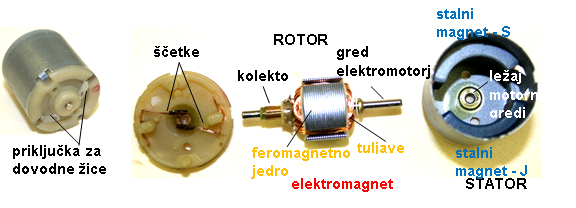 priključka za
dovodne žice
ščetke
ROTOR
kolekto
gred
elektromotorj
feromagnetno
jedro
tuljave
elektromagnet
stalni
magnet - S
ležaj
motorn
gredi
stalni
magnet - J
STATOR